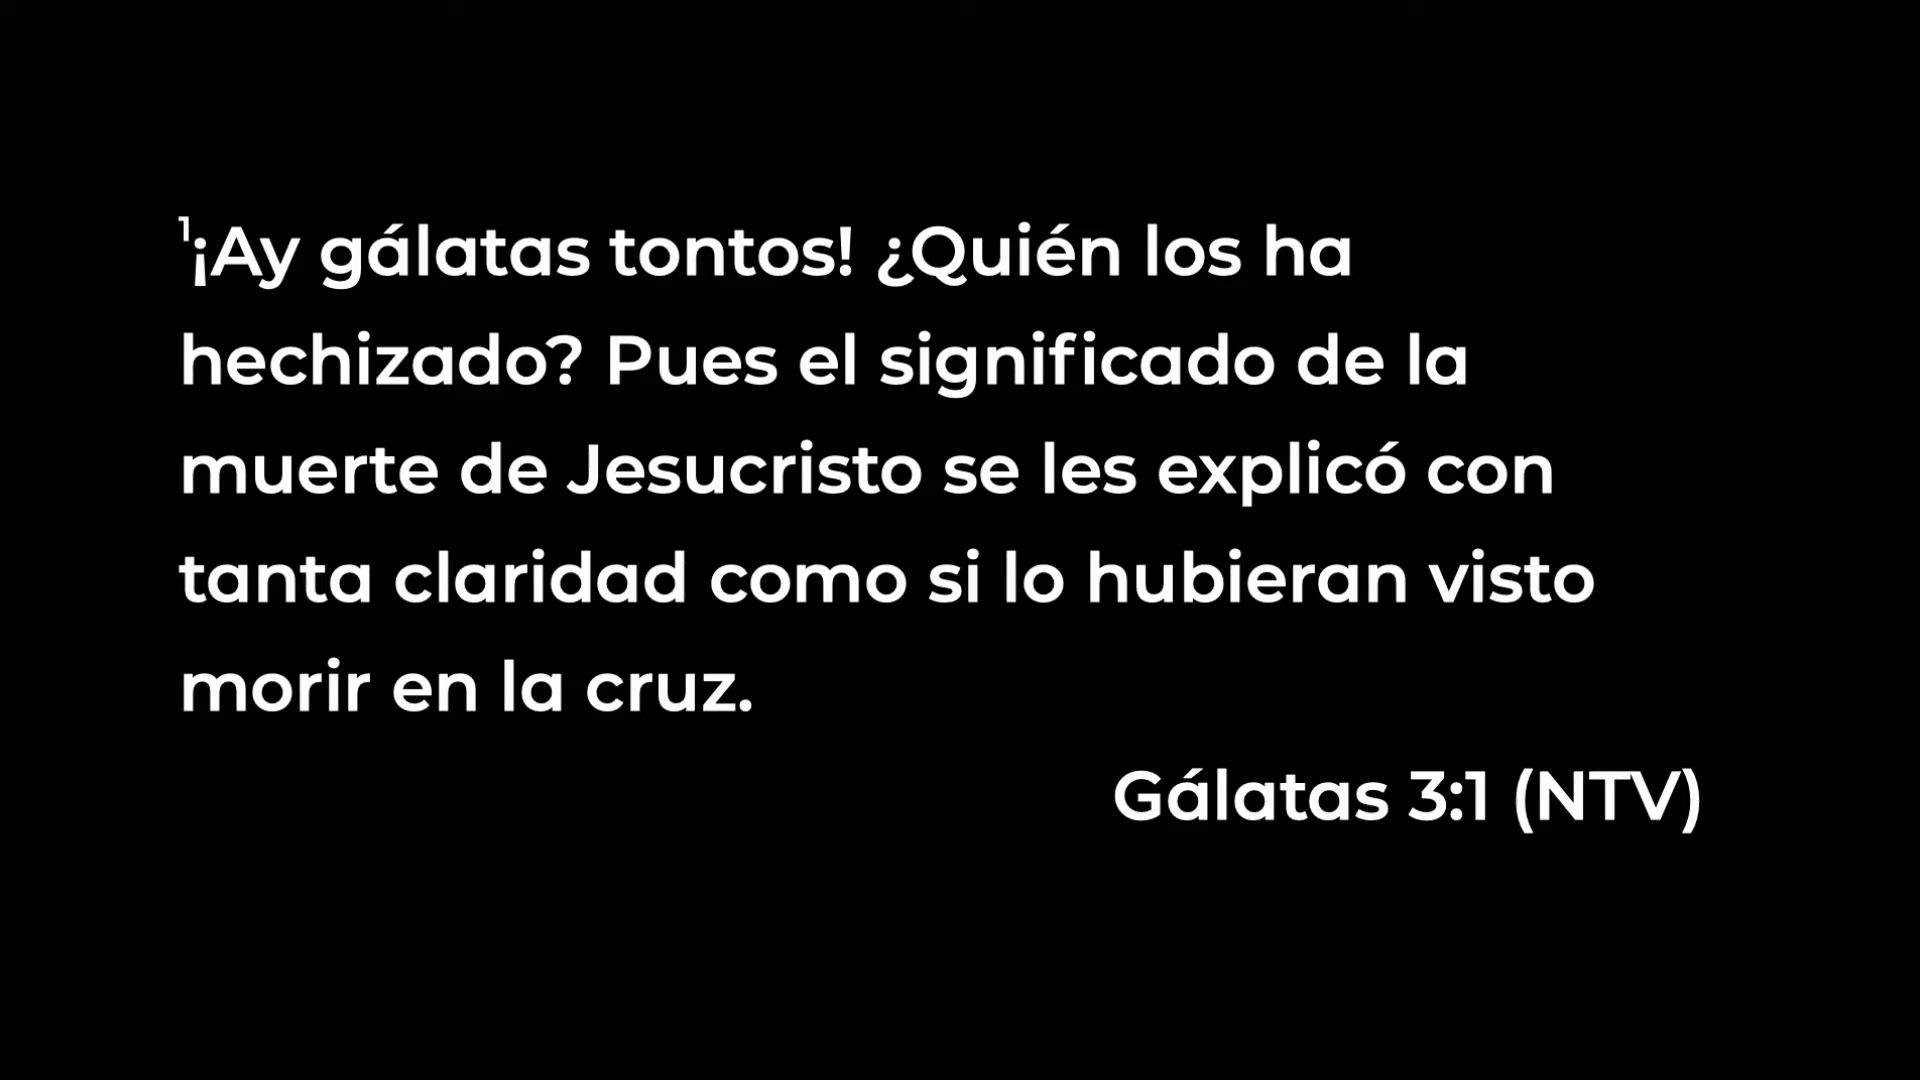 ¹¡Ay gálatas tontos! ¿Quién los ha
hechizado? Pues el significado de la
muerte de Jesucristo se les explicó con
tanta claridad como si lo hubieran visto
morir en la cruz.
Gálatas 3:1 (NTV)